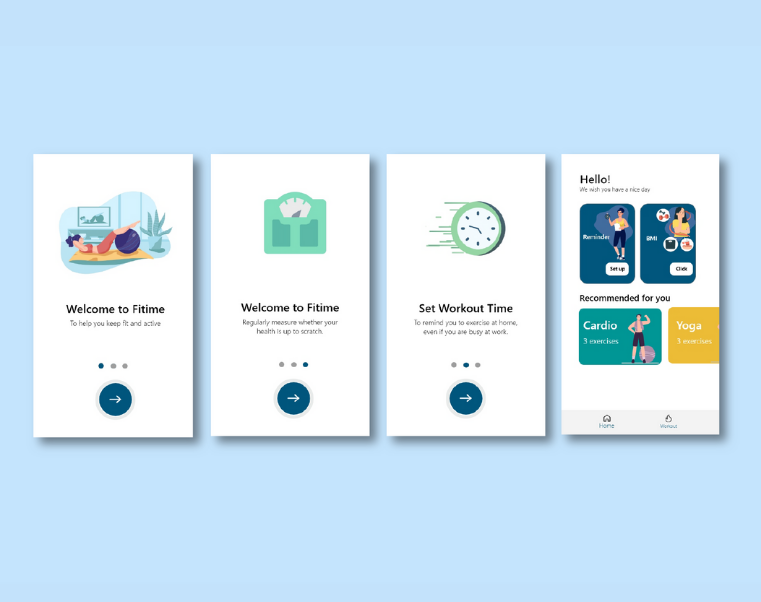 Welcome to Fitime
To help you keep fit and active
Welcome to Fitime
Regularly measure whether your
health is up to scratch.
Set Workout Time
To remind you to exercise at home,
even if you are busy at work.
Hello!
We wish you have a nice day
Reminder
Set up
BMI
Click
Recommended for you
Cardio
3 exercises
Yoga
3 exercises
Home
Workout